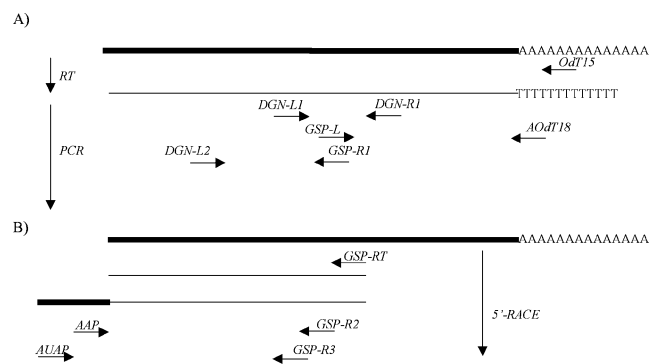 A)
AAAAAAAAAAAAAA
OdT15
RT
TTTTTTTTTTTTT
DGN-L1
DGN-R1
GSP-L
AOdT18
PCR
DGN-L2
GSP-R1
B)
AAAAAAAAAAAAAA
GSP-RT
5'-RACE
AAP
GSP-R2
AUAP
GSP-R3